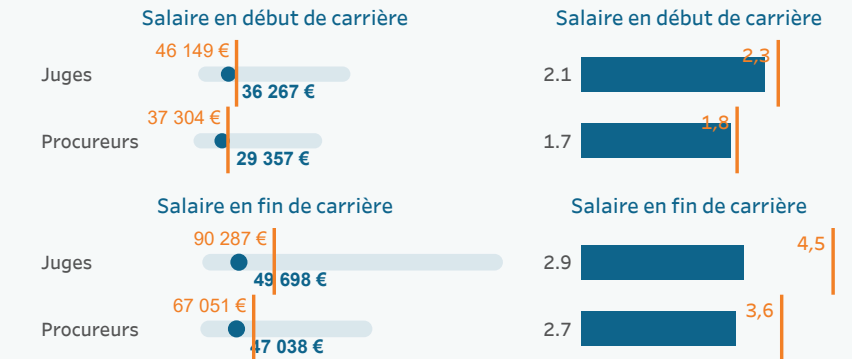 Salaire en début de carrière
Salaire en début de carrière
46 149 €
2,3
Juges
2.1
36 267 €
37 304 €
1,8
Procureurs
1.7
29 357 €
Salaire en fin de carrière
Salaire en fin de carrière
90 287 €
4,5
Juges
2.9
49 698 €
67 051 €
3,6
Procureurs
2.7
47 038 €